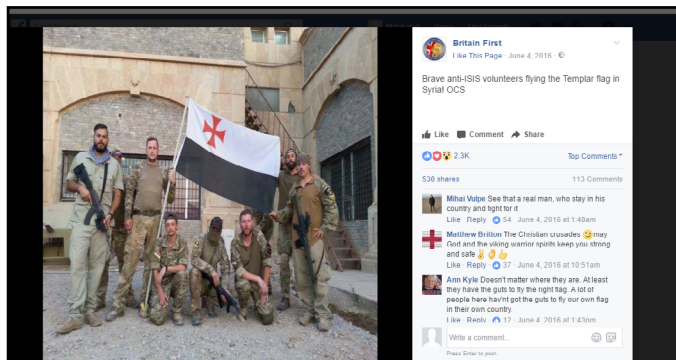 Britain First
Like This Page · June 4, 2016 ·
Brave anti-ISIS volunteers flying the Templar flag in
Syria! OCS
Like Comment Share
2.3K Top Comments
538 shares 113 Comments
Mihai Vulpe See that a real man, who stay in his
country and fight for it
Like · Reply · 54 · June 4, 2016 at 1:48am
Matthew Britton The Christian crusades may
God and the viking warrior spirits keep you strong
and safe
Like · Reply · 37 · June 4, 2016 at 10:51am
Ann Kyle Doesn't matter where they are. At least
they have the guts to fly the right flag. A lot of
people here hav'nt got the guts to fly our own flag
in their own country.
Like · Reply · 12 · June 4, 2016 at 1:43pm
Write a comment...
Press Enter to post.